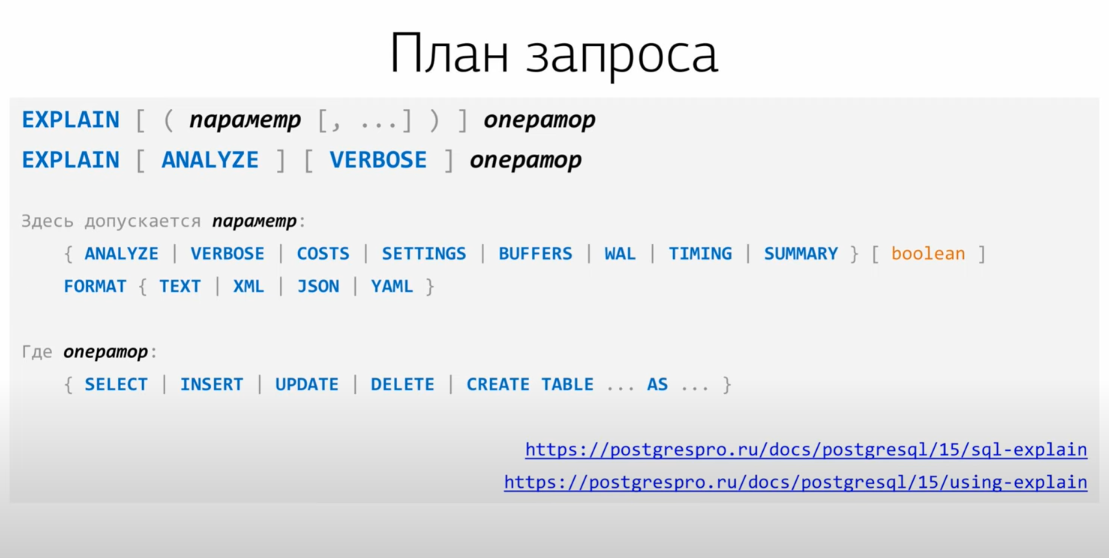 План запроса
EXPLAIN [ ( параметр [, ...] ) ] оператор
EXPLAIN [ ANALYZE ] [ VERBOSE ] оператор
Здесь допускается параметр:
{ ANALYZE | VERBOSE | COSTS | SETTINGS | BUFFERS | WAL | TIMING | SUMMARY } [ boolean ]
FORMAT { TEXT | XML | JSON | YAML }
Где оператор:
{ SELECT | INSERT | UPDATE | DELETE | CREATE TABLE ... AS ... }
https://postgrespro.ru/docs/postgresql/15/sql-explain
https://postgrespro.ru/docs/postgresql/15/using-explain